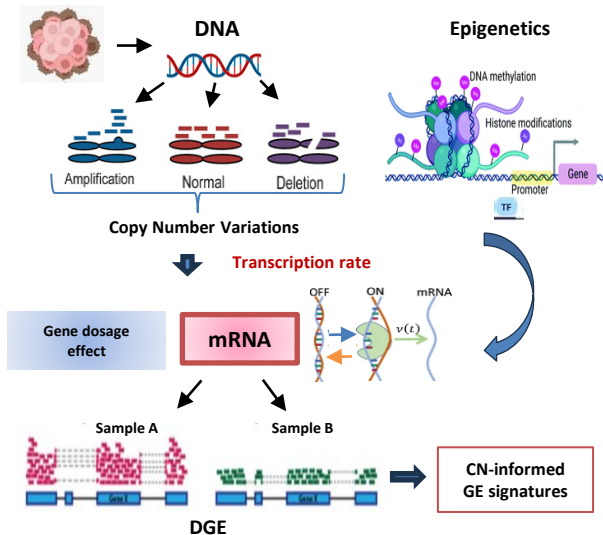 DNA
Epigenetics
DNA methylation
Histone modifications
Amplification
Normal
Deletion
Promoter
Gene
TF
Copy Number Variations
Transcription rate
OFF
ON
mRNA
v(t)
Gene dosage
effect
mRNA
Sample A
Sample B
Gene X
DGE
CN-informed
GE signatures